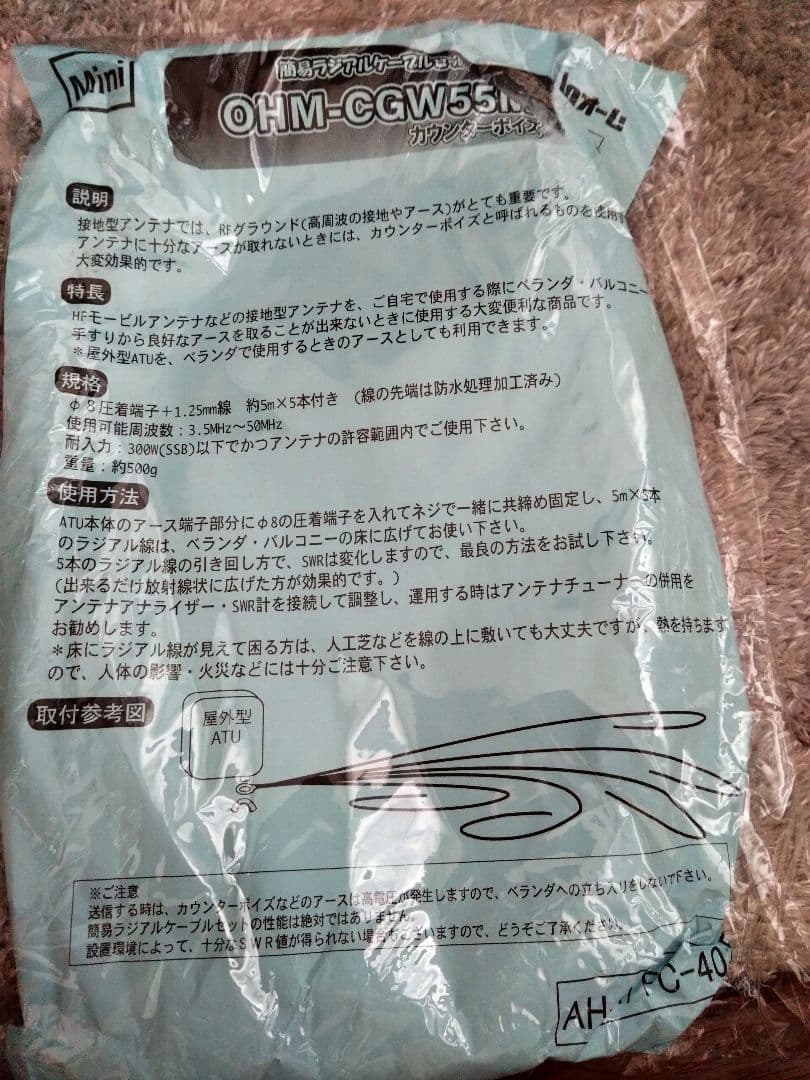 Mini
簡易ラジアルケーブル
OHM-CGW55M
カウンターポイズ
説明
接地型アンテナでは、RFグラウンド(高周波の接地やアース)がとても重要です。
アンテナに十分なアースが取れないときには、カウンターポイズと呼ばれるものを使用す
大変効果的です。
特長
HFモービルアンテナなどの接地型アンテナを、ご自宅で使用する際にベランダ・バルコニー
手すりから良好なアースを取ることが出来ないときに使用する大変便利な商品です。
*屋外型ATUを、ベランダで使用するときのアースとしても利用できます。
規格
φ8圧着端子+1.25mm線 約5m×5本付き (線の先端は防水処理加工済み)
使用可能周波数:3.5MHz~50MHz
耐入力:300W(SSB)以下でかつアンテナの許容範囲内でご使用下さい。
重量:約500g
使用方法
ATU本体のアース端子部分にφ8の圧着端子を入れてネジで一緒に共締め固定し、5m×5本
のラジアル線は、ベランダ・バルコニーの床に広げてお使い下さい。
5本のラジアル線の引き回し方で、SWRは変化しますので、最良の方法をお試し下さい。
(出来るだけ放射線状に広げた方が効果的です。)
アンテナアナライザー・SWR計を接続して調整し、運用する時はアンテナチューナーの併用を
お勧めします。
*床にラジアル線が見えて困る方は、人工芝などを線の上に敷いても大丈夫ですが、熱を持ちます
ので、人体の影響・火災などには十分ご注意下さい。
取付参考図
屋外型
ATU
※ご注意
送信する時は、カウンターポイズなどのアースは高電圧が発生しますので、ベランダへの立ち入りをしないで下さい。
簡易ラジアルケーブルセットの性能は絶対ではありません。
設置環境によって、十分なSWR値が得られない場合もございますので、どうぞご了承ください。
AH
C-40